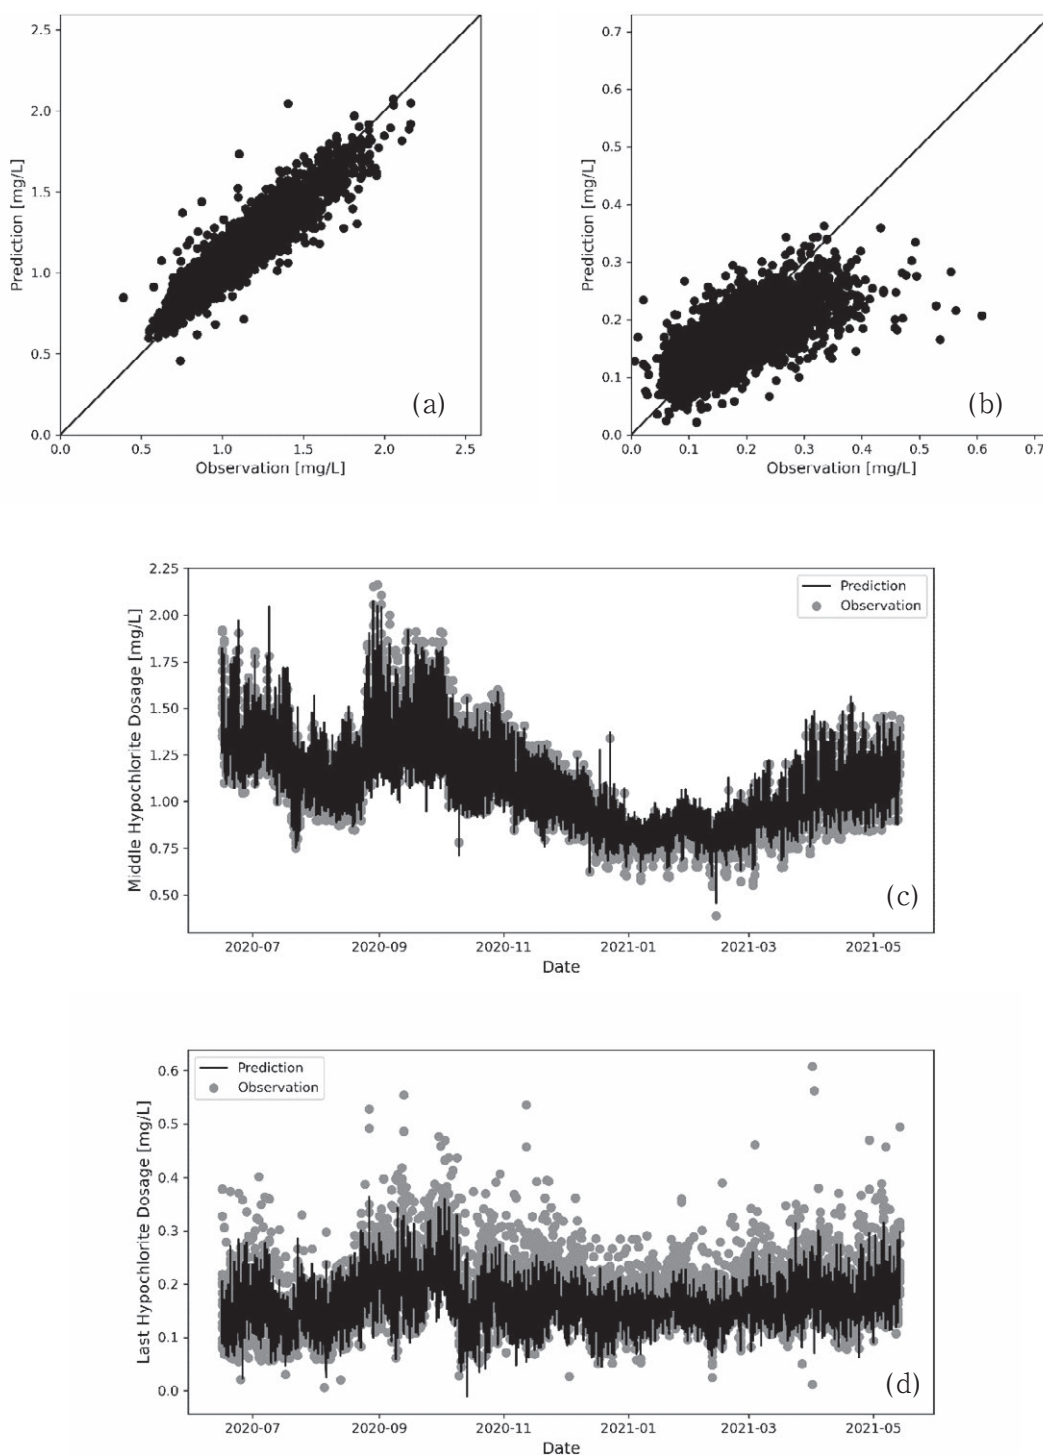 2.5
2.0
1.5
1.0
0.5
0.0
Prediction [mg/L]
0.0 0.5 1.0 1.5 2.0 2.5
Observation [mg/L]
(a)
0.7
0.6
0.5
0.4
0.3
0.2
0.1
0.0
Prediction [mg/L]
0.0 0.1 0.2 0.3 0.4 0.5 0.6 0.7
Observation [mg/L]
(b)
2.25
2.00
1.75
1.50
1.25
1.00
0.75
0.50
Middle Hypochlorite Dosage [mg/L]
Prediction
Observation
(c)
2020-07 2020-09 2020-11 2021-01 2021-03 2021-05
Date
0.6
0.5
0.4
0.3
0.2
0.1
0.0
Last Hypochlorite Dosage [mg/L]
Prediction
Observation
(d)
2020-07 2020-09 2020-11 2021-01 2021-03 2021-05
Date